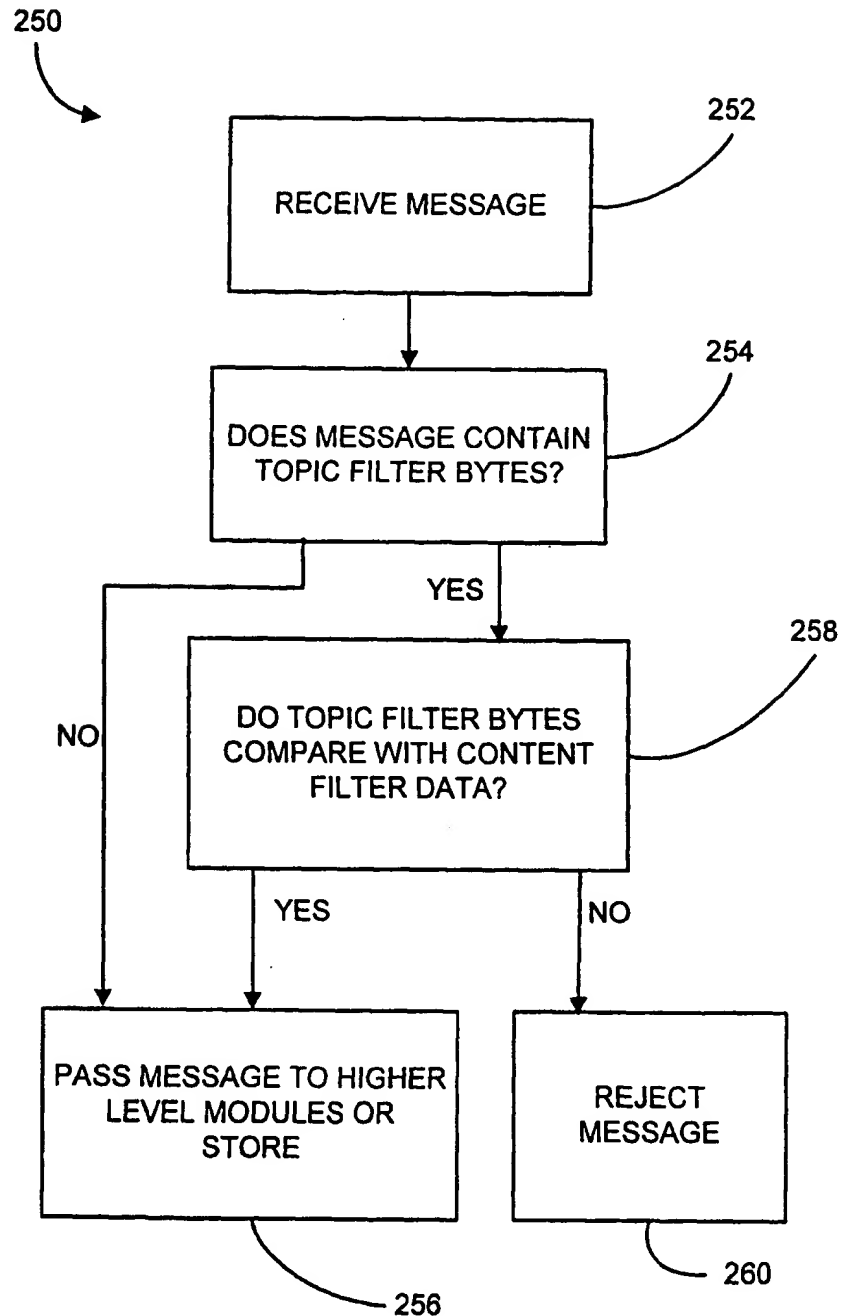 250
252
RECEIVE MESSAGE
254
DOES MESSAGE CONTAIN
TOPIC FILTER BYTES?
YES
258
NO
DO TOPIC FILTER BYTES
COMPARE WITH CONTENT
FILTER DATA?
YES
NO
PASS MESSAGE TO HIGHER
LEVEL MODULES OR
STORE
REJECT
MESSAGE
256
260